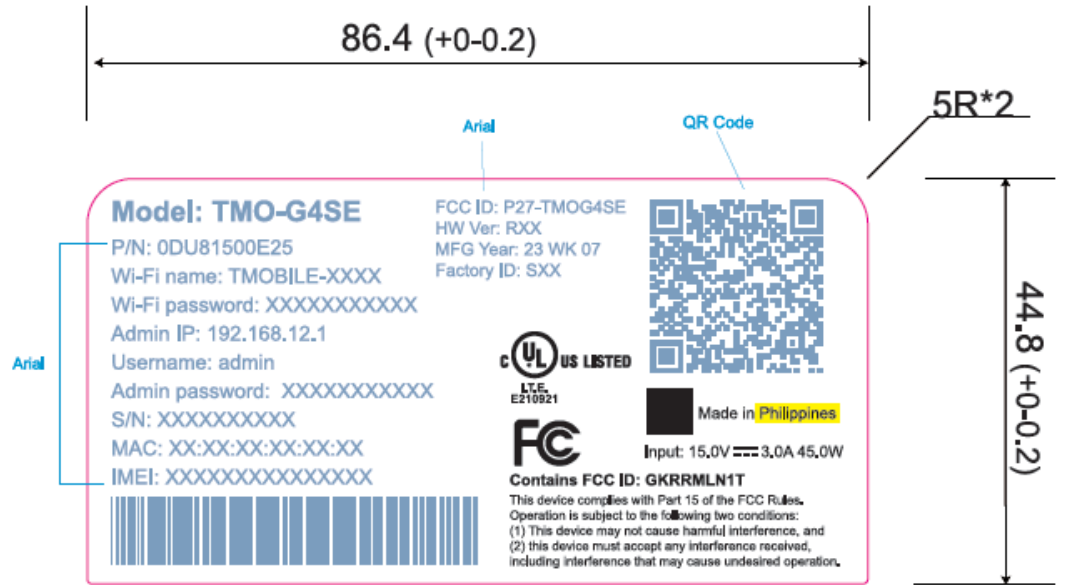 86.4 (+0-0.2)
5R*2
Arial
QR Code
Model: TMO-G4SE
P/N: 0DU81500E25
Wi-Fi name: TMOBILE-XXXX
Wi-Fi password: XXXXXXXXXXX
Admin IP: 192.168.12.1
Username: admin
Admin password: XXXXXXXXXXX
S/N: XXXXXXXXXX
MAC: XX:XX:XX:XX:XX:XX
IMEI: XXXXXXXXXXXXXXX
Arial
FCC ID: P27-TMOG4SE
HW Ver: RXX
MFG Year: 23 WK 07
Factory ID: SXX
C UL US LISTED
I.T.E.
E210921
FC
Made in Philippines
Input: 15.0V 3.0A 45.0W
Contains FCC ID: GKRRMLN1T
This device complies with Part 15 of the FCC Rules.
Operation is subject to the following two conditions:
(1) This device may not cause harmful interference, and
(2) this device must accept any interference received,
including interference that may cause undesired operation.
44.8 (+0-0.2)